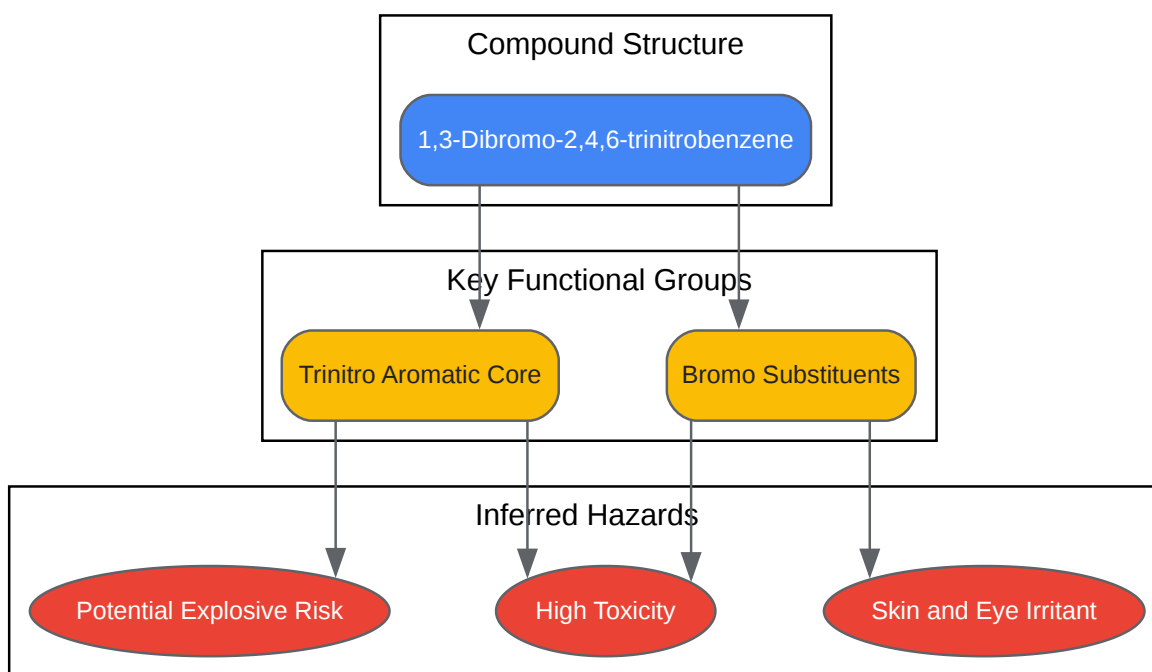 Compound Structure
1,3-Dibromo-2,4,6-trinitrobenzene
Key Functional Groups
Trinitro Aromatic Core
Bromo Substituents
Inferred Hazards
Potential Explosive Risk
High Toxicity
Skin and Eye Irritant